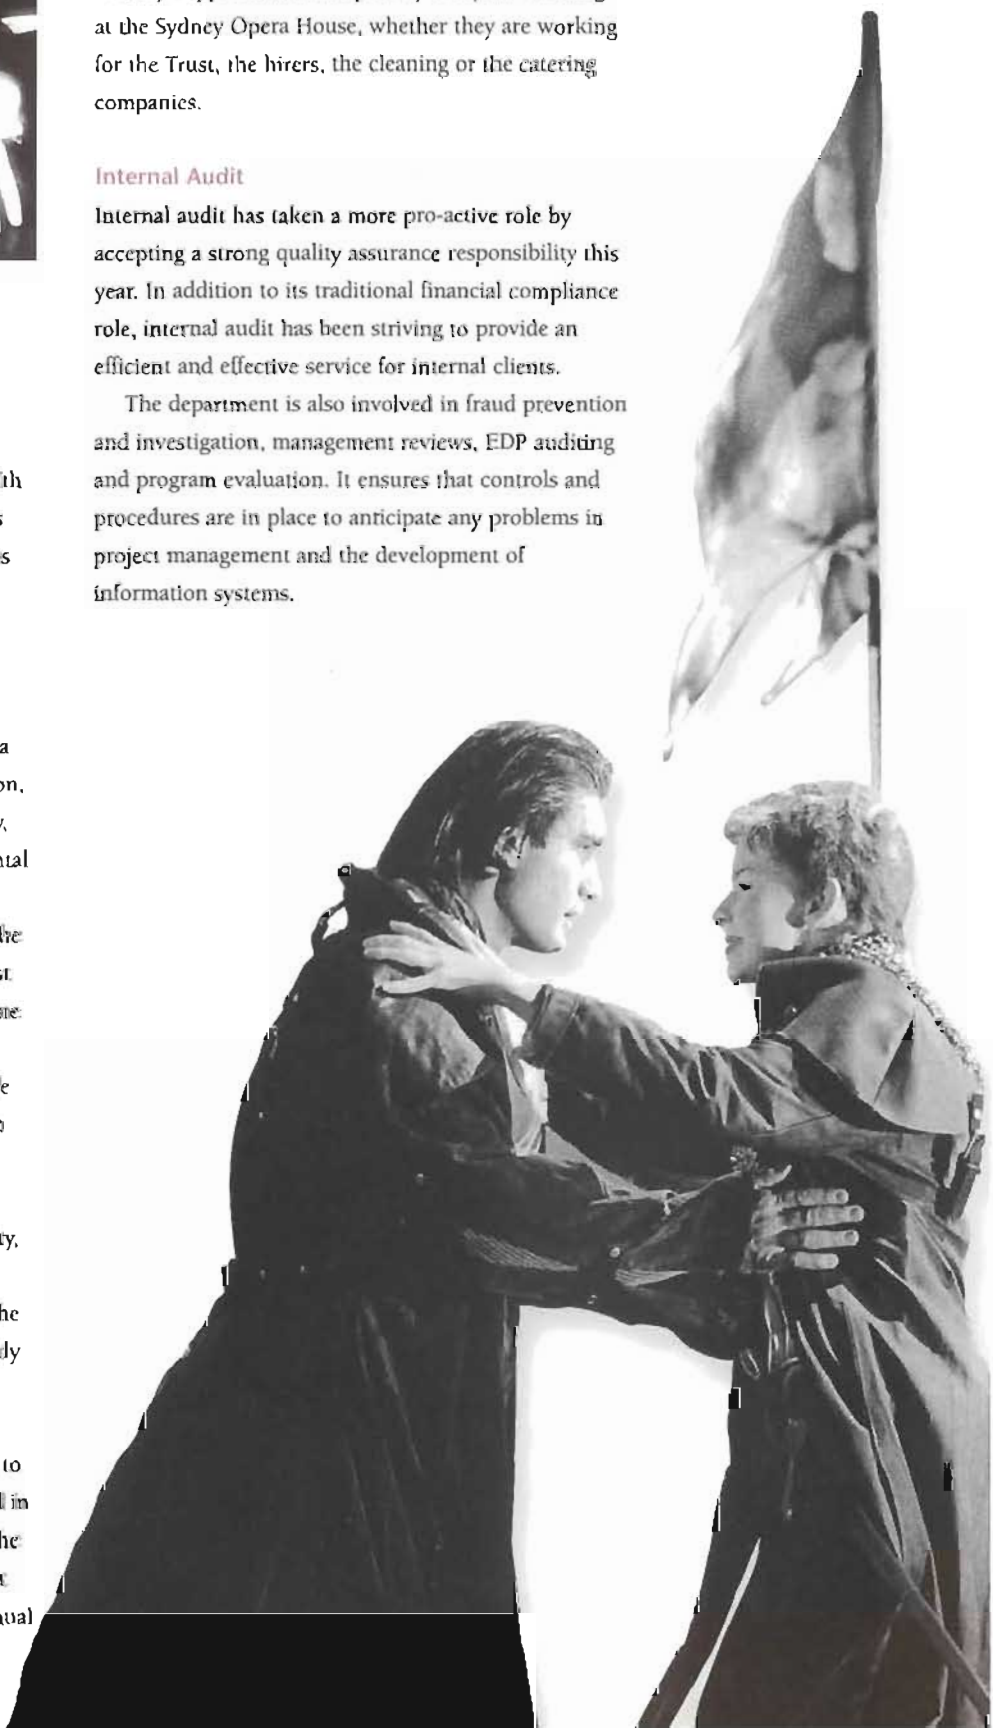 at the Sydney Opera House, whether they are working
for the Trust, the hirers, the cleaning or the catering
companies.
Internal Audit
Internal audit has taken a more pro-active role by
accepting a strong quality assurance responsibility this
year. In addition to its traditional financial compliance
role, internal audit has been striving to provide an
efficient and effective service for internal clients.
The department is also involved in fraud prevention
and investigation, management reviews, EDP auditing
and program evaluation. It ensures that controls and
procedures are in place to anticipate any problems in
project management and the development of
information systems.